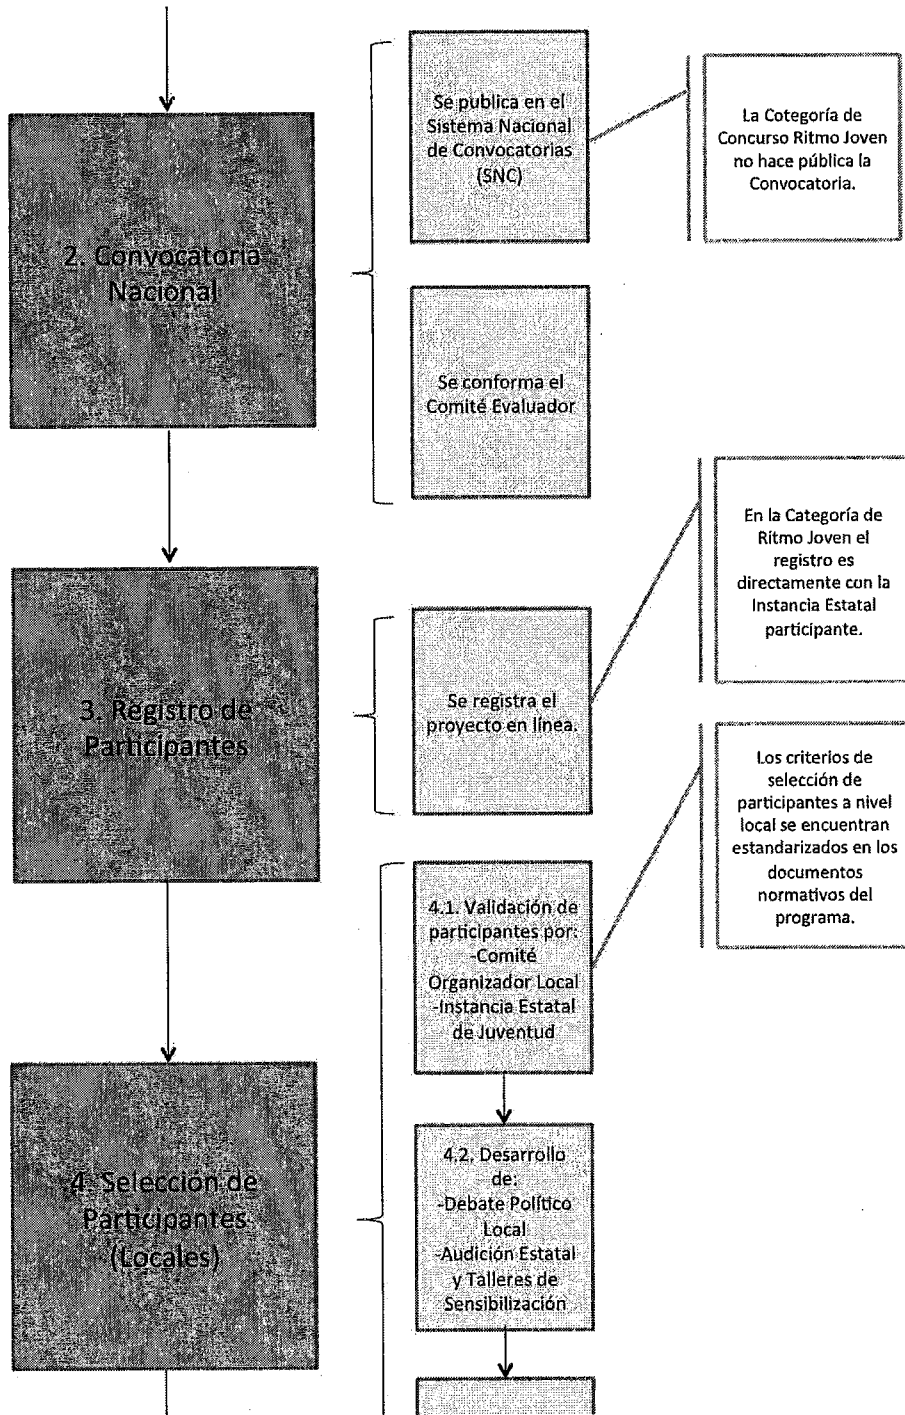 2. Convocatoria
Nacional
Se publica en el
Sistema Nacional
de Convocatorias
(SNC)
La Cotegoría de
Concurso Ritmo Joven
no hace pública la
Convocatoria.
Se conforma el
Comité Evaluador
3. Registro de
Participantes
Se registra el
proyecto en línea.
En la Categoría de
Ritmo Joven el
registro es
directamente con la
Instancia Estatal
participante.
4. Selección de
Participantes
(Locales)
4.1. Validación de
participantes por:
-Comité
Organizador Local
-Instancia Estatal
de Juventud
Los criterios de
selección de
participantes a nivel
local se encuentran
estandarizados en los
documentos
normativos del
programa.
4.2. Desarrollo
de:
-Debate Político
Local
-Audición Estatal
y Talleres de
Sensibilización